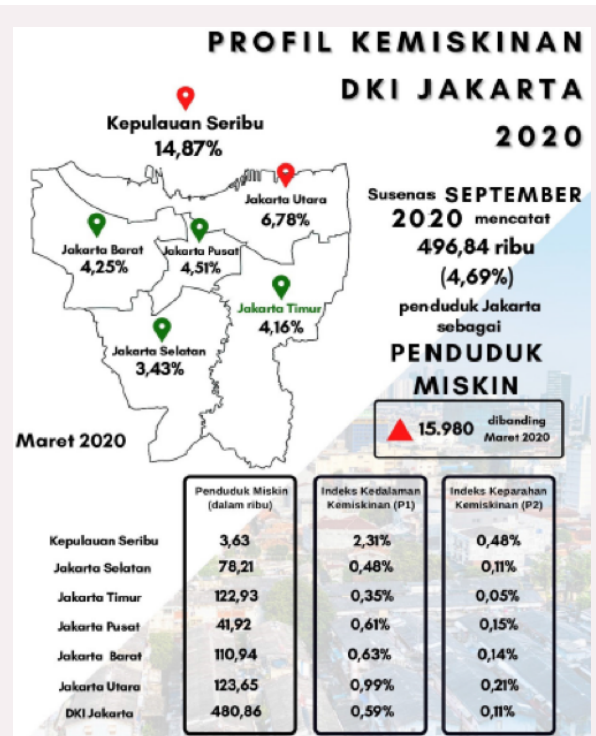 PROFIL KEMISKINAN
DKI JAKARTA
2020
Kepulauan Seribu
14,87%
Jakarta Utara
6,78%
Jakarta Barat
4,25%
Jakarta Pusat
4,51%
Jakarta Timur
4,16%
Jakarta Selatan
3,43%
Maret 2020
Susenas SEPTEMBER
2020 mencatat
496,84 ribu
(4,69%)
penduduk Jakarta
sebagai
PENDUDUK
MISKIN
15.980 dibanding
Maret 2020
Penduduk Miskin
(dalam ribu)
Indeks Kedalaman
Kemiskinan (P1)
Indeks Keparahan
Kemiskinan (P2)
Kepulauan Seribu 3,63 2,31% 0,48%
Jakarta Selatan 78,21 0,48% 0,11%
Jakarta Timur 122,93 0,35% 0,05%
Jakarta Pusat 41,92 0,61% 0,15%
Jakarta Barat 110,94 0,63% 0,14%
Jakarta Utara 123,65 0,99% 0,21%
DKI Jakarta 480,86 0,59% 0,11%